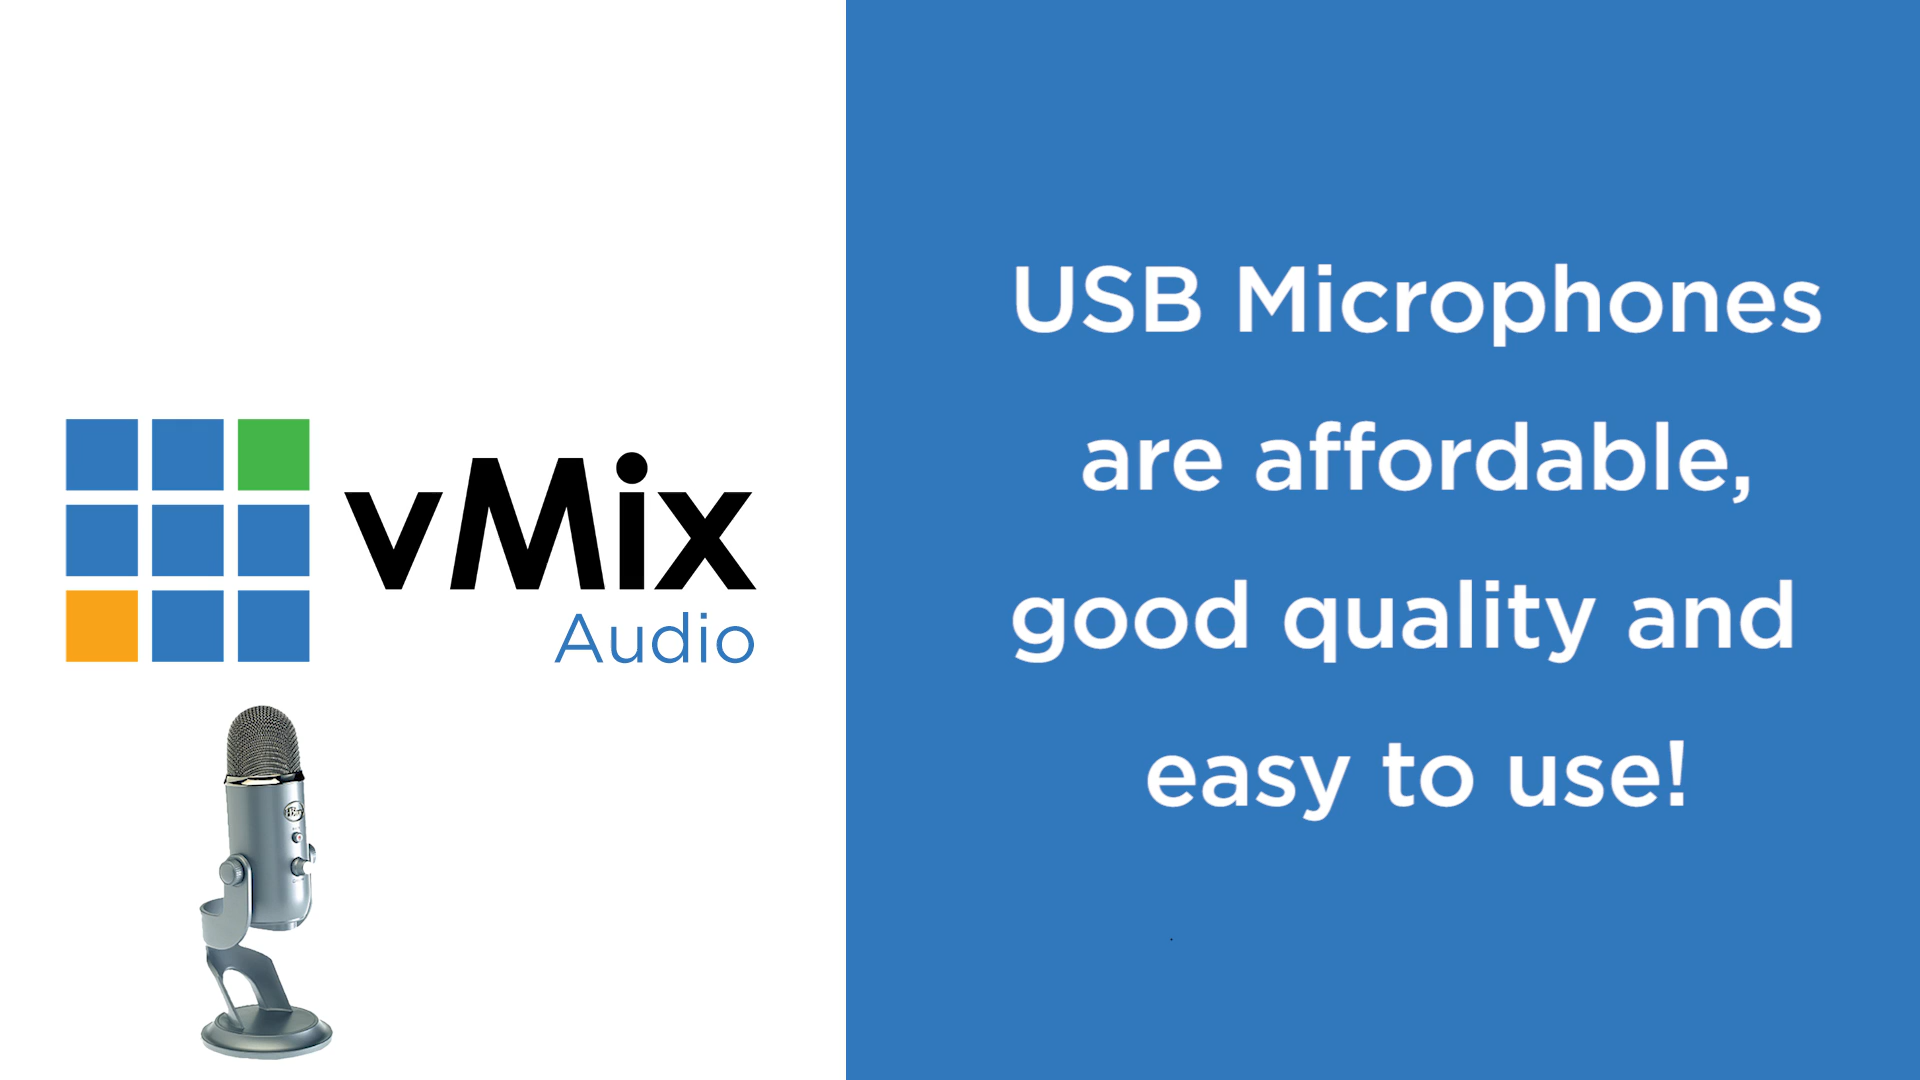 vMix
Audio
USB Microphones
are affordable,
good quality and
easy to use!